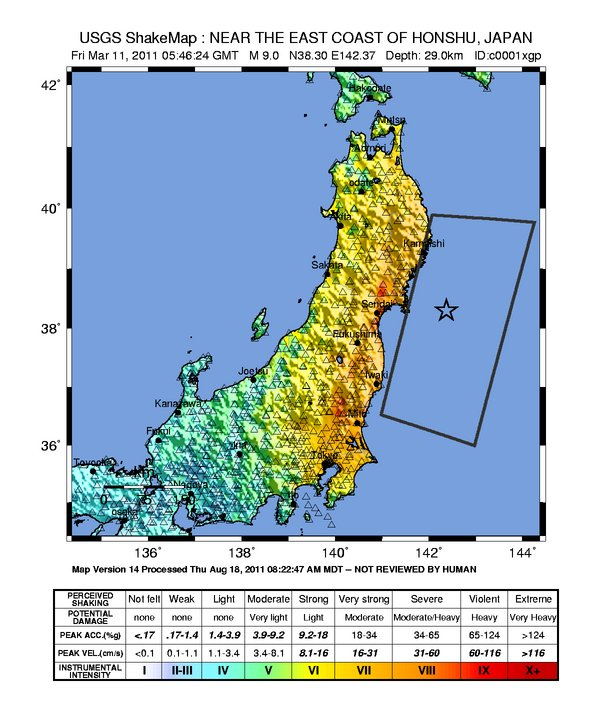 USGS ShakeMap : NEAR THE EAST COAST OF HONSHU, JAPAN
Fri Mar 11, 2011 05:46:24 GMT M 9.0 N38.30 E142.37 Depth: 29.0km ID:c0001xgp
42°
Hakodate
Mutsu
Aomori
odate
40°
Akita
Kamaishi
Sakata
Sendai
38°
Fukushima
Joetsu
Iwaki
Kanazawa
Mito
36°
Fukui
Iida
Tokyo
Toyooka
km
Nagoya
0
Ito
osaka
136°
138°
140°
142°
144°
Map Version 14 Processed Thu Aug 18, 2011 08:22:47 AM MDT -- NOT REVIEWED BY HUMAN
PERCEIVED SHAKING Not felt Weak Light Moderate Strong Very strong Severe Violent Extreme
POTENTIAL DAMAGE none none none Very light Light Moderate Moderate/Heavy Heavy Very Heavy
PEAK ACC.(%g) <.17 .17-1.4 1.4-3.9 3.9-9.2 9.2-18 18-34 34-65 65-124 >124
PEAK VEL.(cm/s) <0.1 0.1-1.1 1.1-3.4 3.4-8.1 8.1-16 16-31 31-60 60-116 >116
INSTRUMENTAL INTENSITY I II-III IV V VI VII VIII IX X+